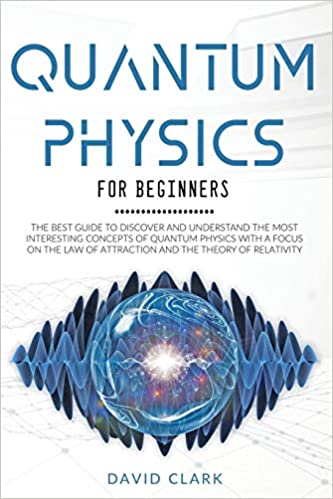 QUANTUM
PHYSICS
FOR BEGINNERS
THE BEST GUIDE TO DISCOVER AND UNDERSTAND THE MOST
INTERESTING CONCEPTS OF QUANTUM PHYSICS WITH A FOCUS
ON THE LAW OF ATTRACTION AND THE THEORY OF RELATIVITY
DAVID CLARK